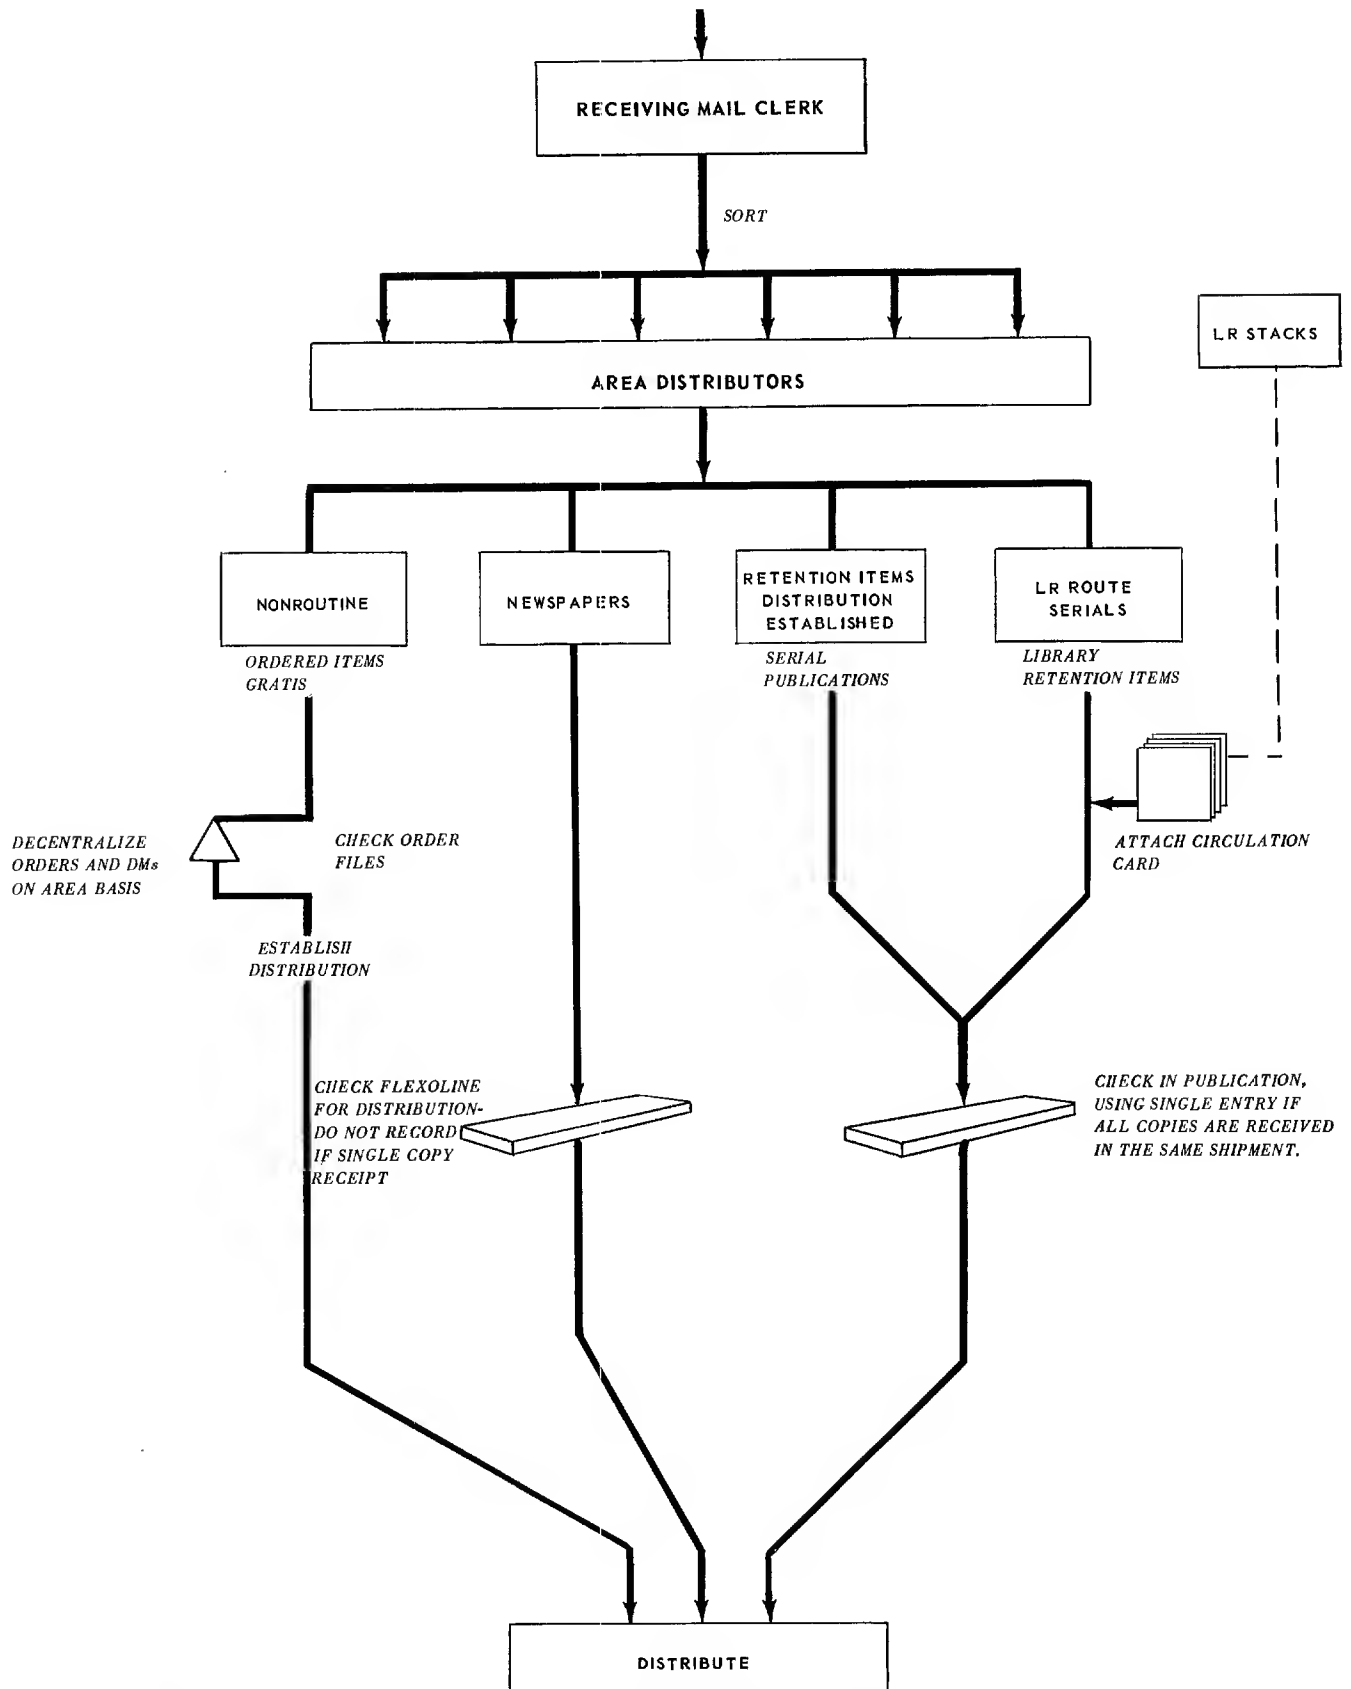 RECEIVING MAIL CLERK
SORT
LR STACKS
AREA DISTRIBUTORS
NONROUTINE
NEWSPAPERS
RETENTION ITEMS
DISTRIBUTION
ESTABLISHED
LR ROUTE
SERIALS
ORDERED ITEMS
GRATIS
SERIAL
PUBLICATIONS
LIBRARY
RETENTION ITEMS
DECENTRALIZE
ORDERS AND DMs
ON AREA BASIS
CHECK ORDER
FILES
ATTACH CIRCULATION
CARD
ESTABLISH
DISTRIBUTION
CHECK FLEXOLINE
FOR DISTRIBUTION-
DO NOT RECORD
IF SINGLE COPY
RECEIPT
CHECK IN PUBLICATION,
USING SINGLE ENTRY IF
ALL COPIES ARE RECEIVED
IN THE SAME SHIPMENT.
DISTRIBUTE